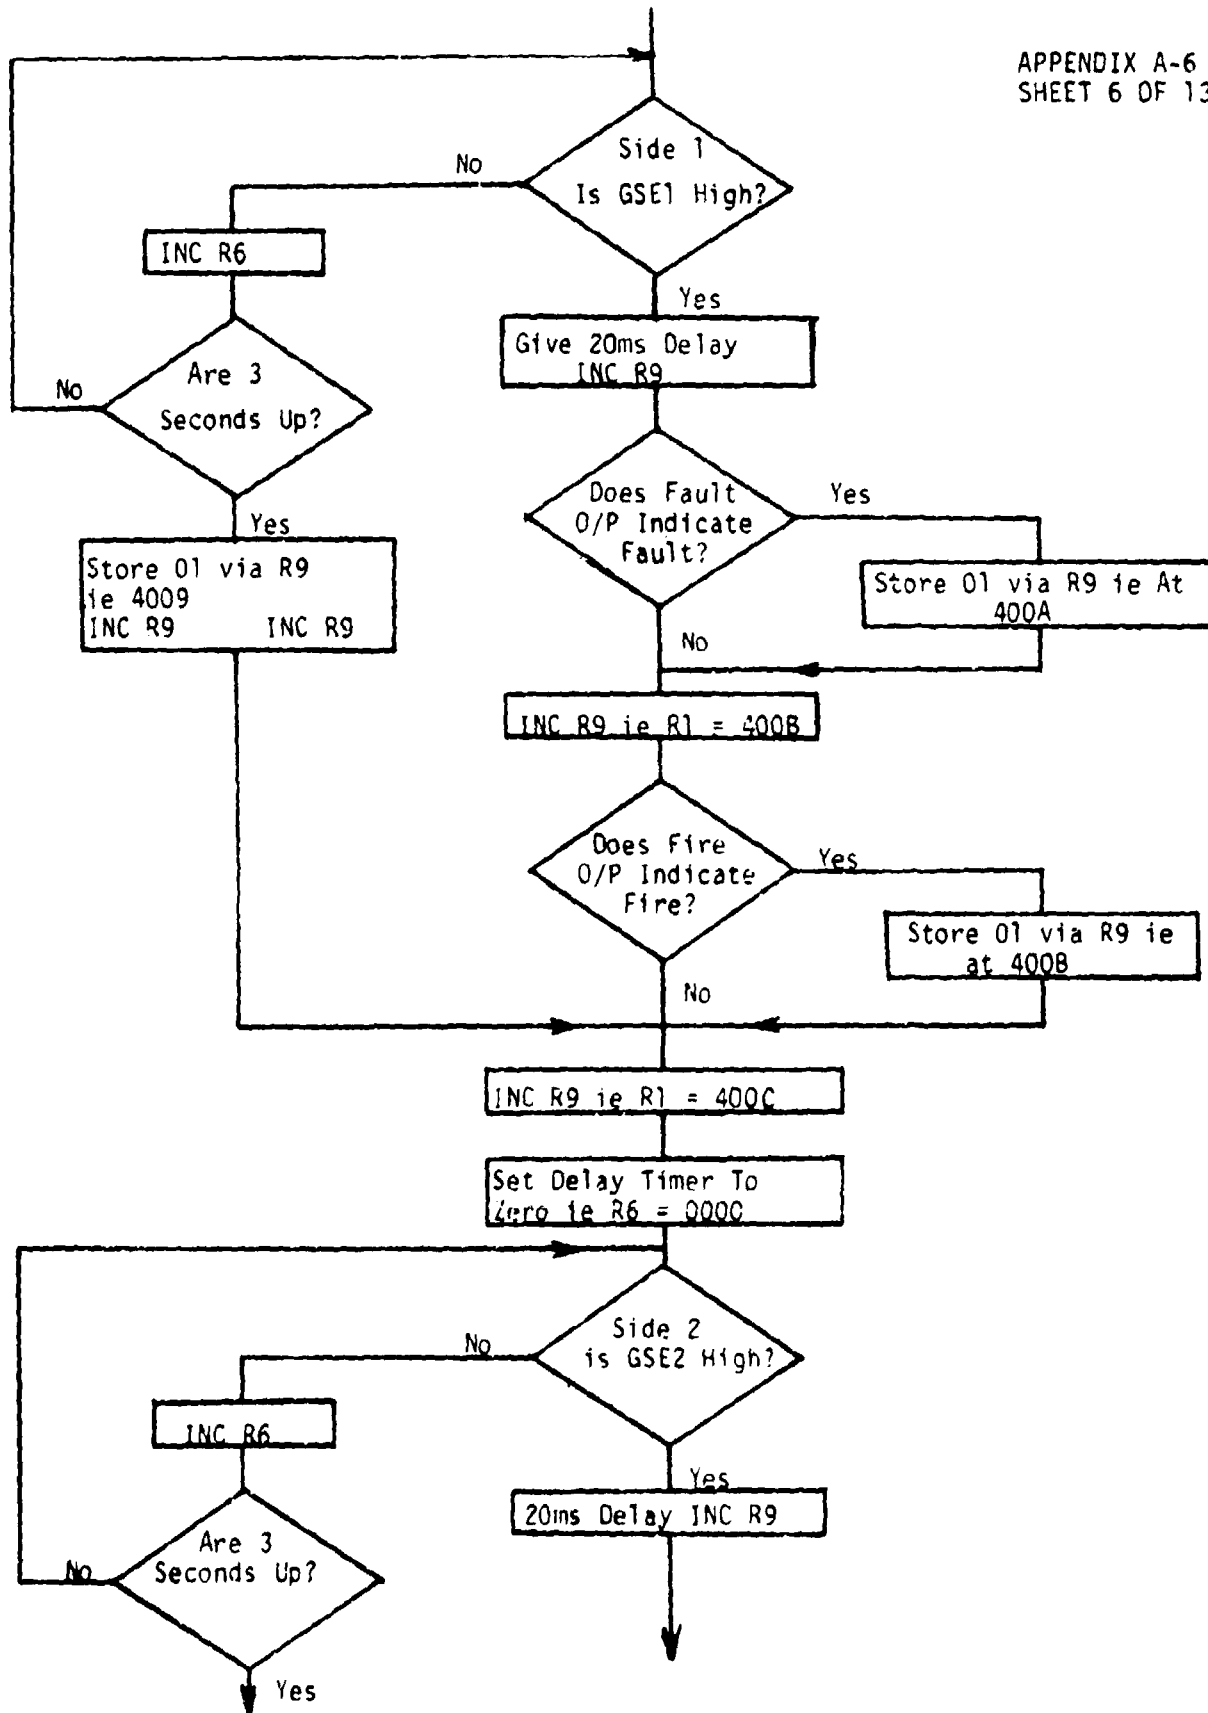 APPENDIX A-6
SHEET 6 OF 13
Side 1
Is GSE1 High?
No
INC R6
Yes
Give 20ms Delay
INC R9
Are 3
Seconds Up?
No
Yes
Store 01 via R9
ie 4009
INC R9 INC R9
Does Fault
O/P Indicate
Fault?
Yes
Store 01 via R9 ie At
400A
No
INC R9 ie R1 = 400B
Does Fire
O/P Indicate
Fire?
Yes
Store 01 via R9 ie
at 400B
No
INC R9 ie R1 = 400C
Set Delay Timer To
Zero ie R6 = 0000
Side 2
is GSE2 High?
No
INC R6
Yes
20ms Delay INC R9
Are 3
Seconds Up?
No
Yes